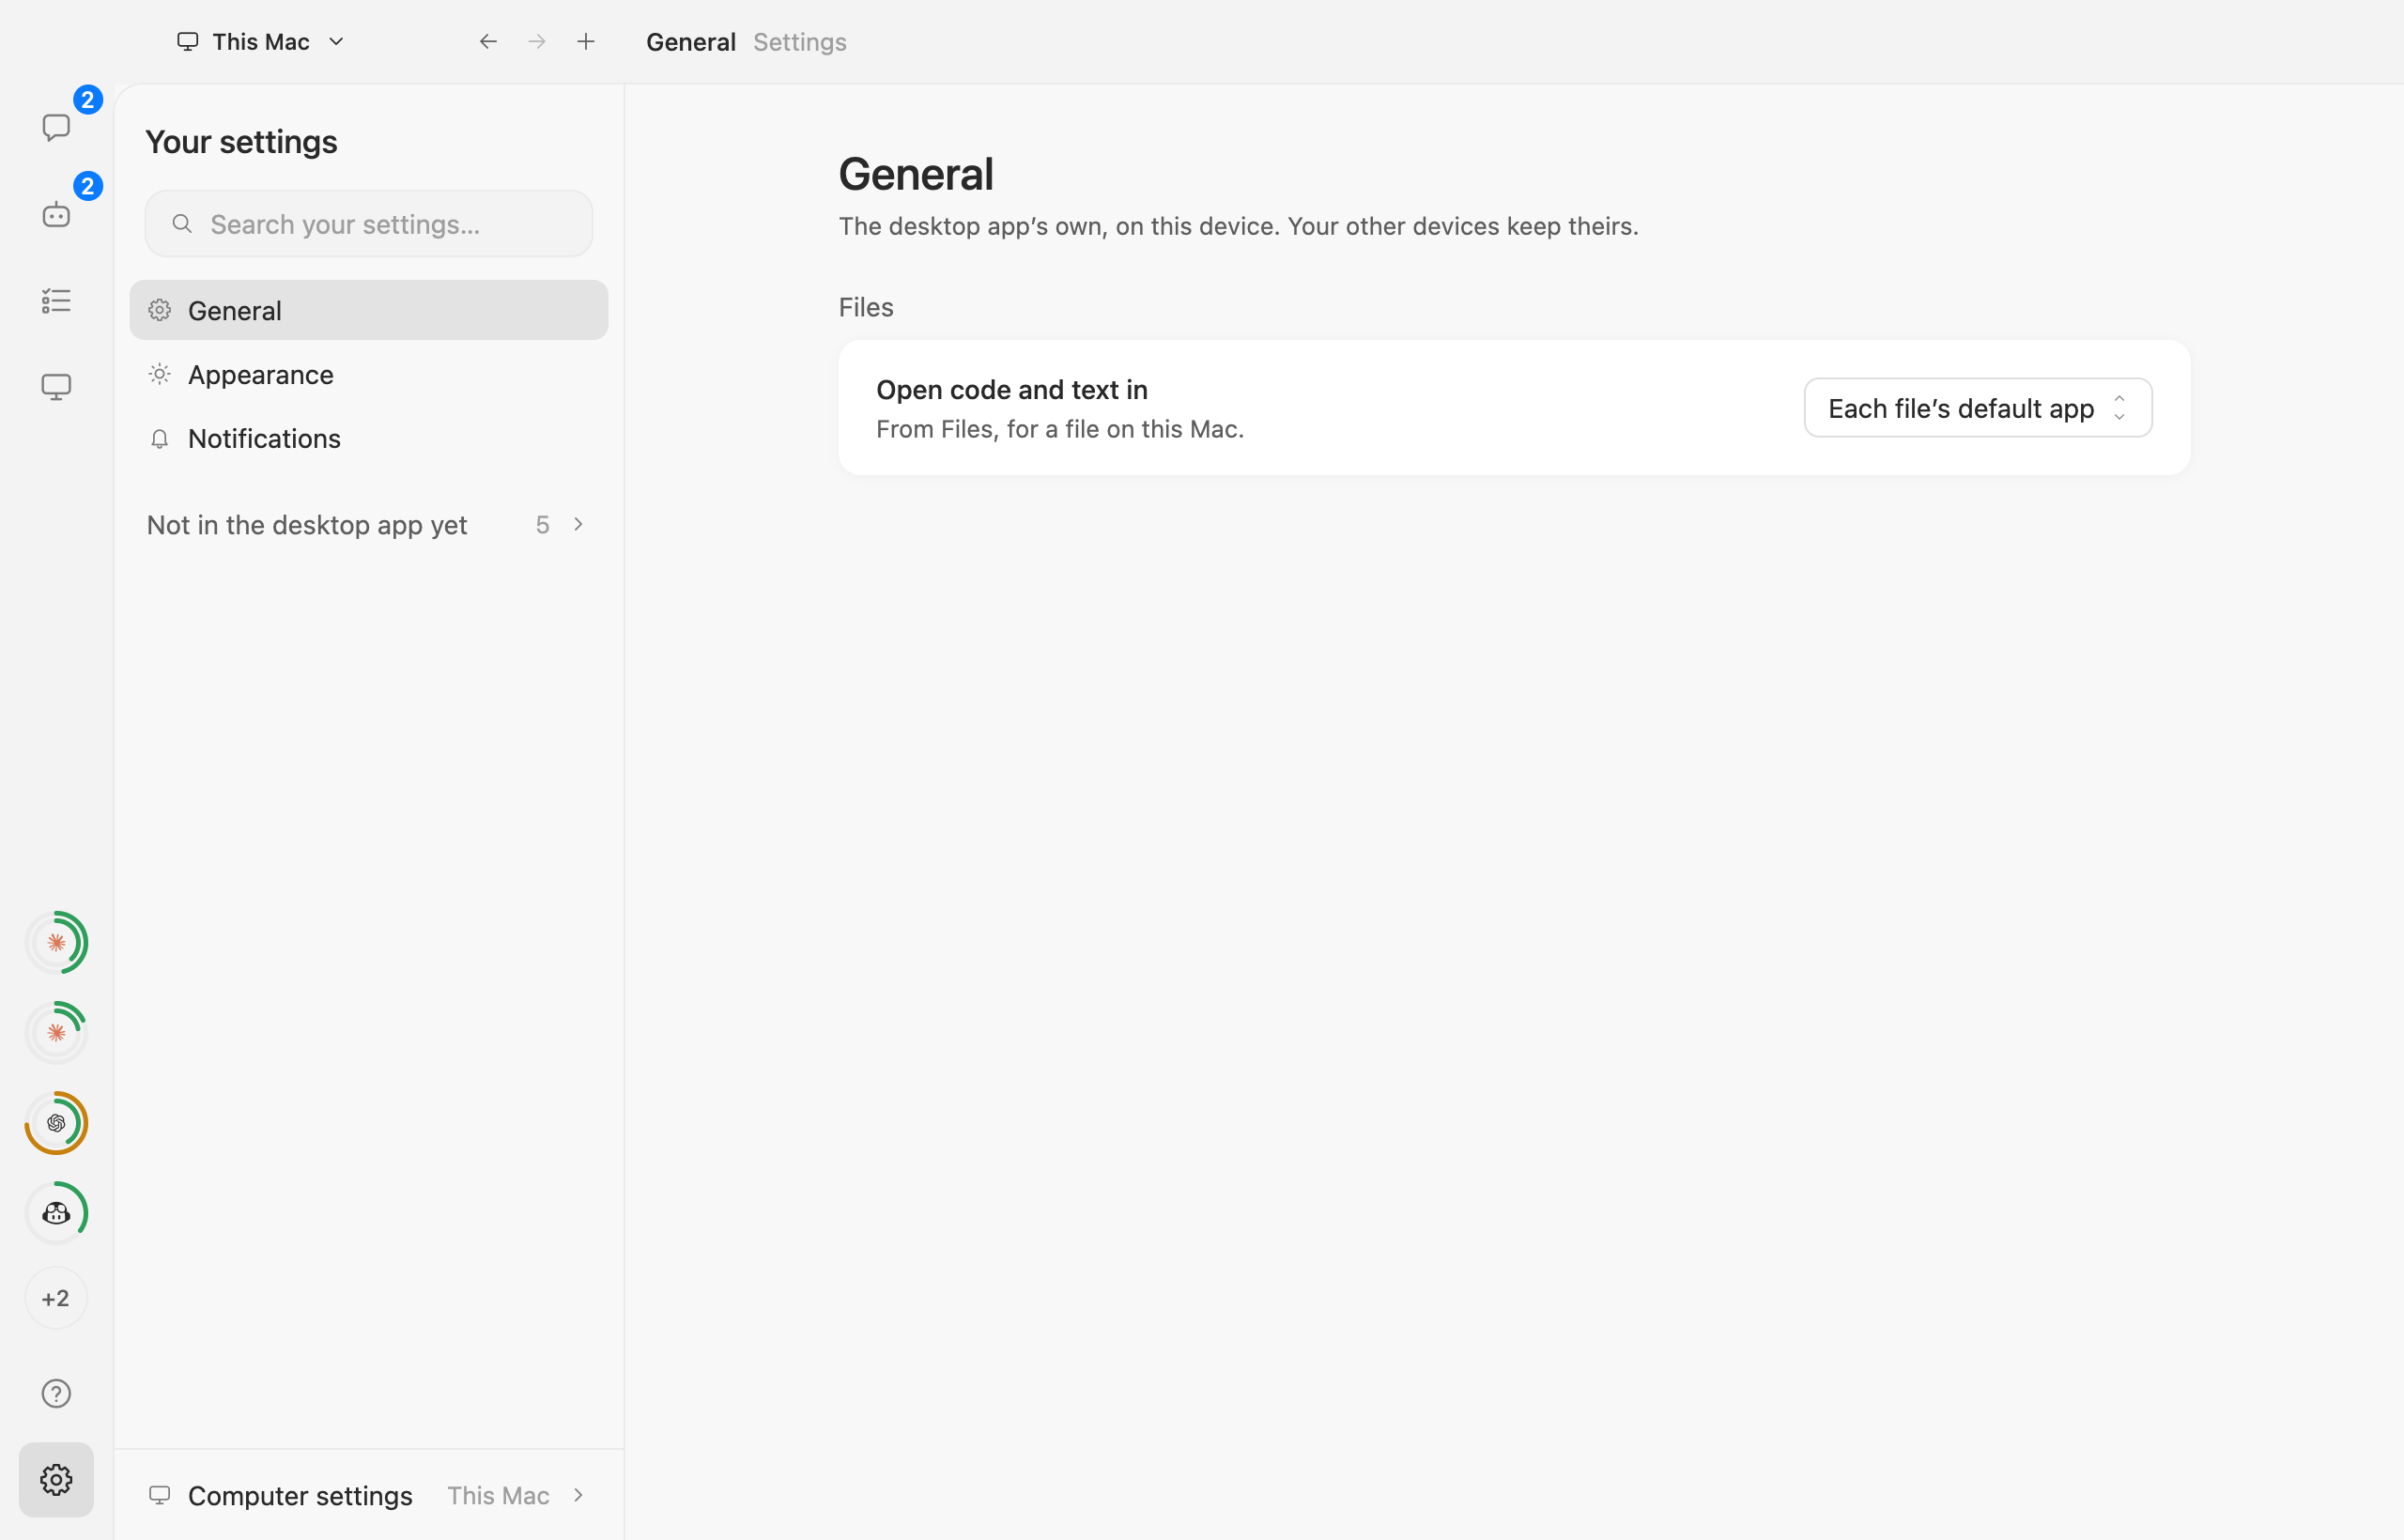 This Mac
General Settings
2
2
Your settings
Search your settings...
General
Appearance
Notifications
Not in the desktop app yet 5
+2
Computer settings This Mac
General
The desktop app’s own, on this device. Your other devices keep theirs.
Files
Open code and text in
From Files, for a file on this Mac.
Each file’s default app